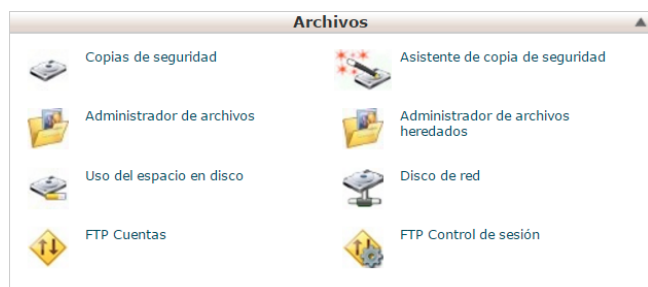 Archivos
Copias de seguridad
Asistente de copia de seguridad
Administrador de archivos
Administrador de archivos
heredados
Uso del espacio en disco
Disco de red
FTP Cuentas
FTP Control de sesión